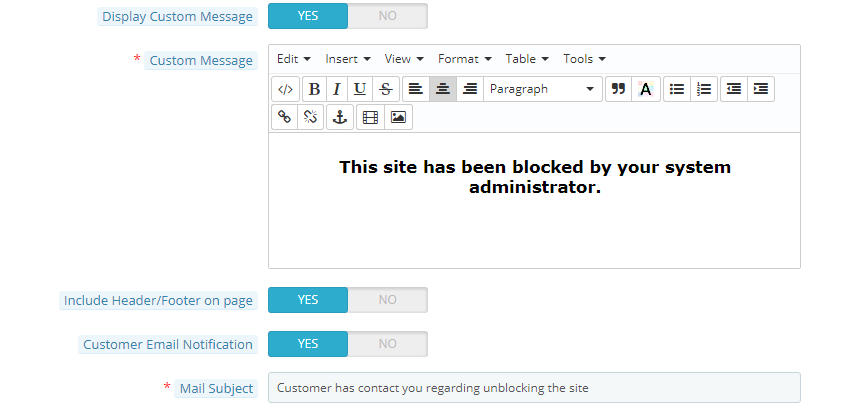 Display Custom Message YES NO
* Custom Message Edit Insert View Format Table Tools
</> B I U S Paragraph ” A
This site has been blocked by your system
administrator.
Include Header/Footer on page YES NO
Customer Email Notification YES NO
* Mail Subject Customer has contact you regarding unblocking the site